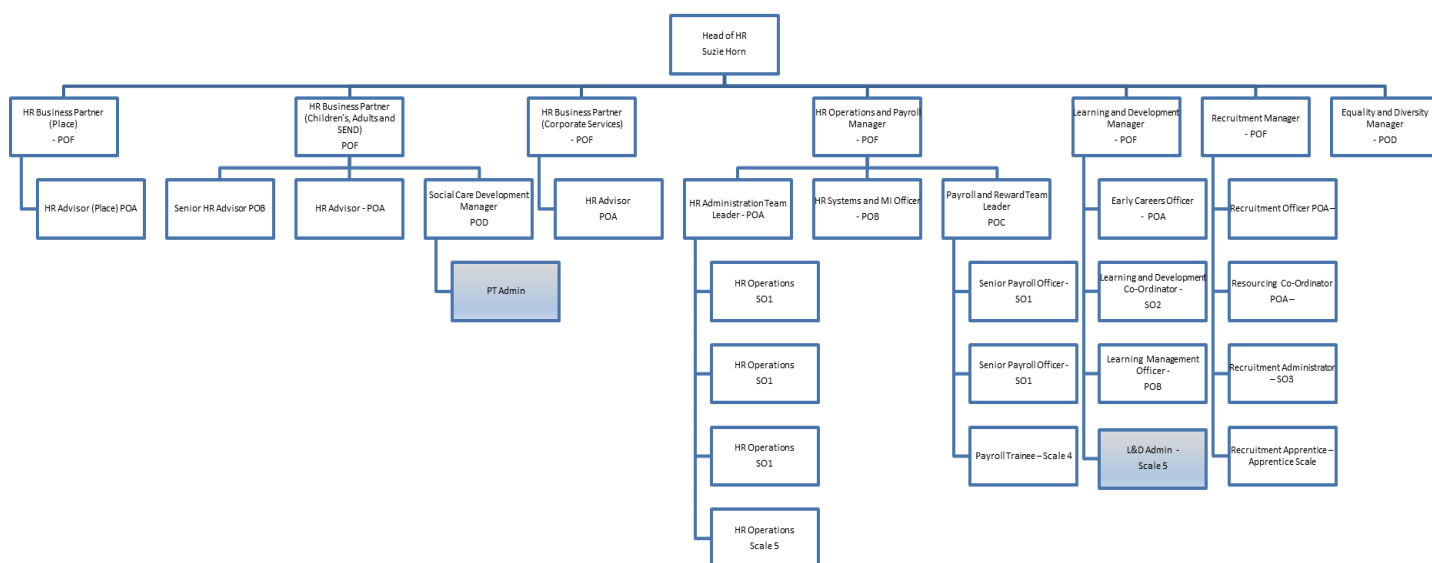 Head of HR
Suzie Horn
HR Business Partner
(Place)
- POF
HR Business Partner
(Children's, Adults and
SEND)
POF
HR Business Partner
(Corporate Services)
- POF
HR Operations and Payroll
Manager
- POF
Learning and Development
Manager
- POF
Recruitment Manager
- POF
Equality and Diversity
Manager
- POD
HR Advisor (Place) POA
Senior HR Advisor POB
HR Advisor - POA
Social Care Development
Manager
POD
HR Advisor
POA
HR Administration Team
Leader - POA
HR Systems and MI Officer
- POB
Payroll and Reward Team
Leader
POC
Early Careers Officer
- POA
Recruitment Officer POA –
PT Admin
HR Operations
SO1
Senior Payroll Officer -
SO1
Learning and Development
Co-Ordinator -
SO2
Resourcing Co-Ordinator
POA –
HR Operations
SO1
Senior Payroll Officer -
SO1
Learning Management
Officer -
POB
Recruitment Administrator
– SO3
HR Operations
SO1
Payroll Trainee – Scale 4
L&D Admin -
Scale 5
Recruitment Apprentice –
Apprentice Scale
HR Operations
Scale 5